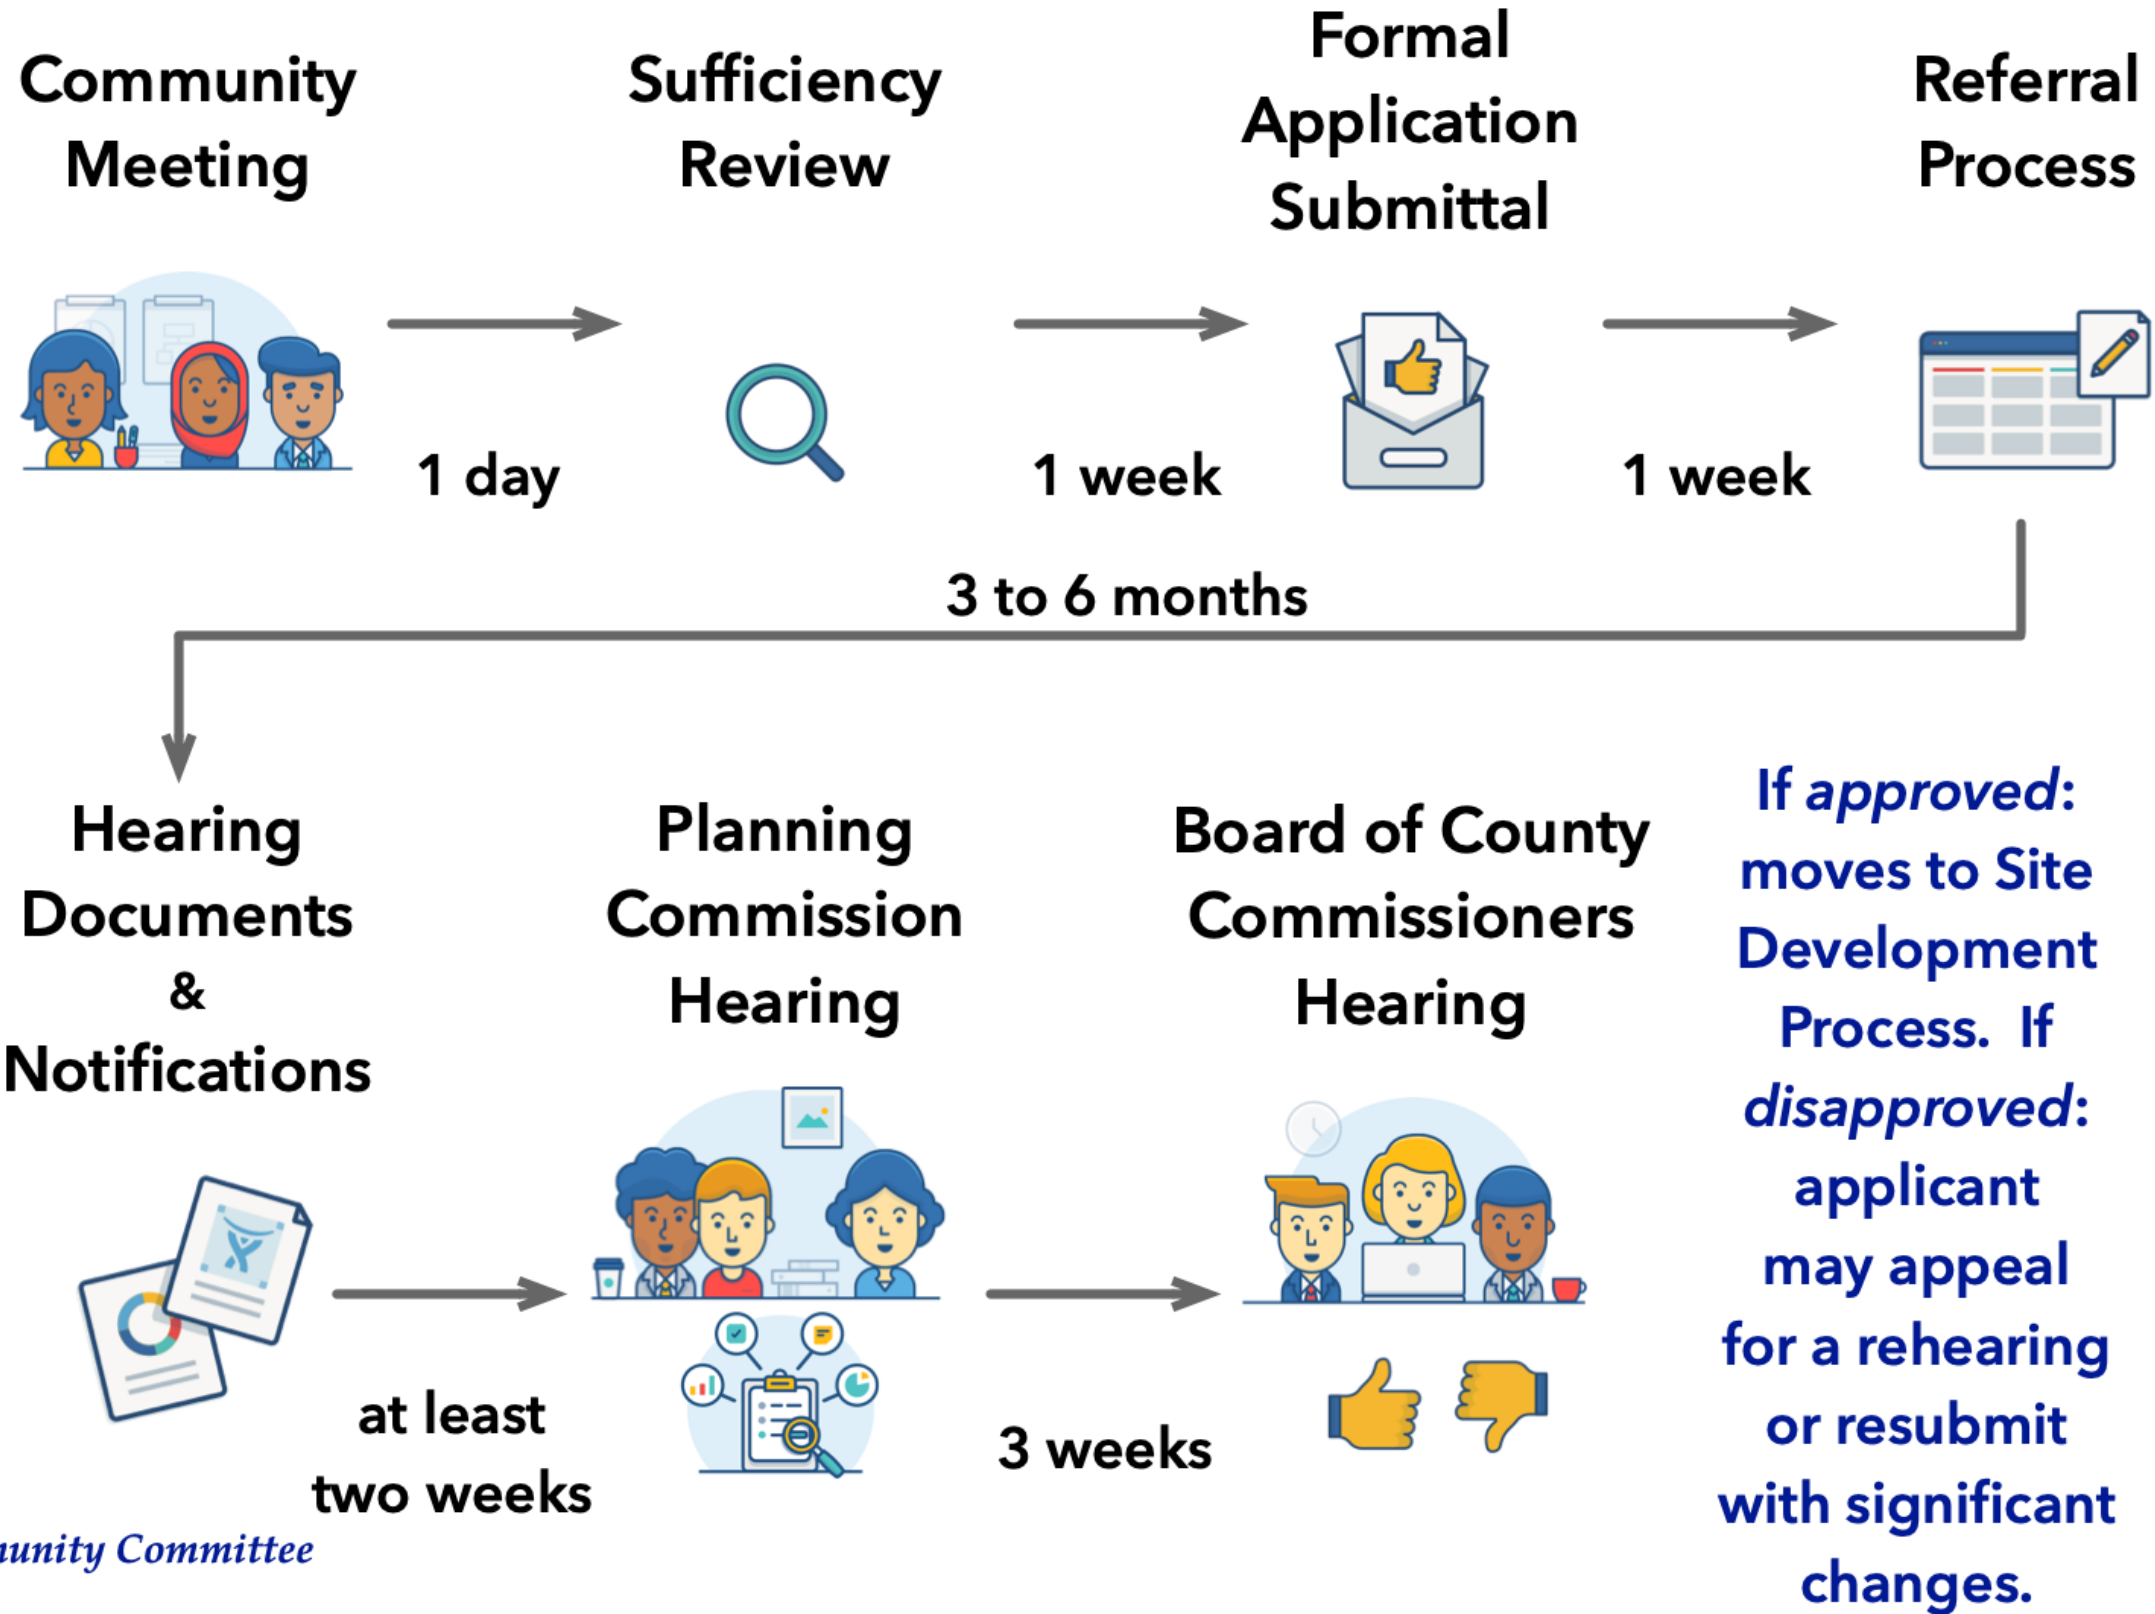 Community
Meeting
Sufficiency
Review
Formal
Application
Submittal
Referral
Process
1 day
1 week
1 week
3 to 6 months
Hearing
Documents
&
Notifications
Planning
Commission
Hearing
Board of County
Commissioners
Hearing
If approved:
moves to Site
Development
Process. If
disapproved:
applicant
may appeal
for a rehearing
or resubmit
with significant
changes.
at least
two weeks
3 weeks
Committee